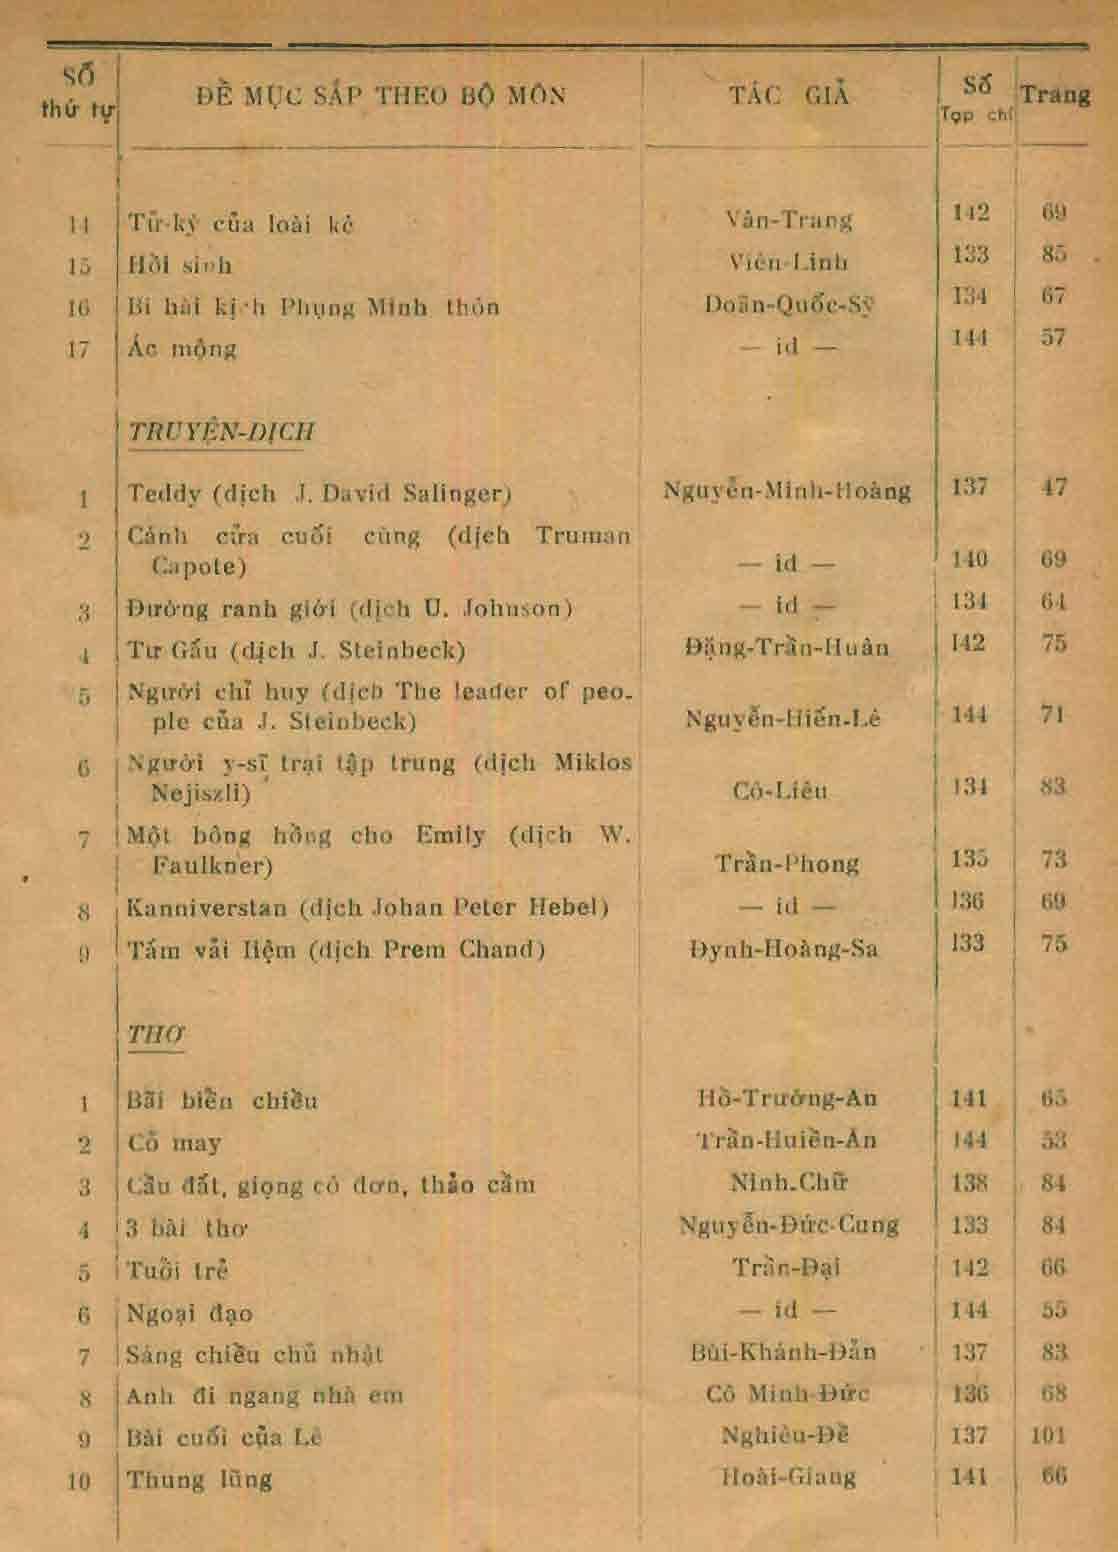 SỐ thứ tự | ĐỀ MỤC SẮP THEO BỘ MÔN | TÁC GIẢ | Số Tạp chí | Trang
14 Tử-kỷ của loài kẻ Vân-Trang 142 69
15 Hồi sinh Viên-Linh 133 85
16 Bi hài kịch Phụng Minh thôn Doãn-Quốc-Sỹ 134 67
17 Ác mộng — id — 144 57
TRUYỆN-DỊCH
1 Teddy (dịch J. David Salinger) Nguyễn-Minh-Hoàng 137 47
2 Cánh cửa cuối cùng (dịch Truman
Capote) — id — 140 69
3 Đường ranh giới (dịch U. Johnson) — id — 134 64
4 Tư Gấu (dịch J. Steinbeck) Đặng-Trần-Huân 142 75
5 Người chỉ huy (dịch The leader of peo-
ple của J. Steinbeck) Nguyễn-Hiến-Lê 144 71
6 Người y-sĩ trại tập trung (dịch Miklos
Nejiszli) Cô-Liêu 134 83
7 Một bông hồng cho Emily (dịch W.
Faulkner) Trần-Phong 135 73
8 Kanniverstan (dịch Johan Peter Hebel) — id — 136 69
9 Tấm vải liệm (dịch Prem Chand) Đynh-Hoàng-Sa 133 75
THƠ
1 Bãi biển chiều Hồ-Trường-An 141 65
2 Cỏ may Trần-Huiền-Ân 144 53
3 Cầu đất, giọng cô đơn, thảo cầm Ninh-Chữ 138 84
4 3 bài thơ Nguyễn-Đức-Cung 133 84
5 Tuổi trẻ Trần-Đại 142 66
6 Ngoại đạo — id — 144 55
7 Sáng chiều chủ nhật Bùi-Khánh-Đản 137 83
8 Anh đi ngang nhà em Cô Minh-Đức 136 68
9 Bài cuối của Lê Nghiêu-Đề 137 101
10 Thung lũng Hoài-Giang 141 66